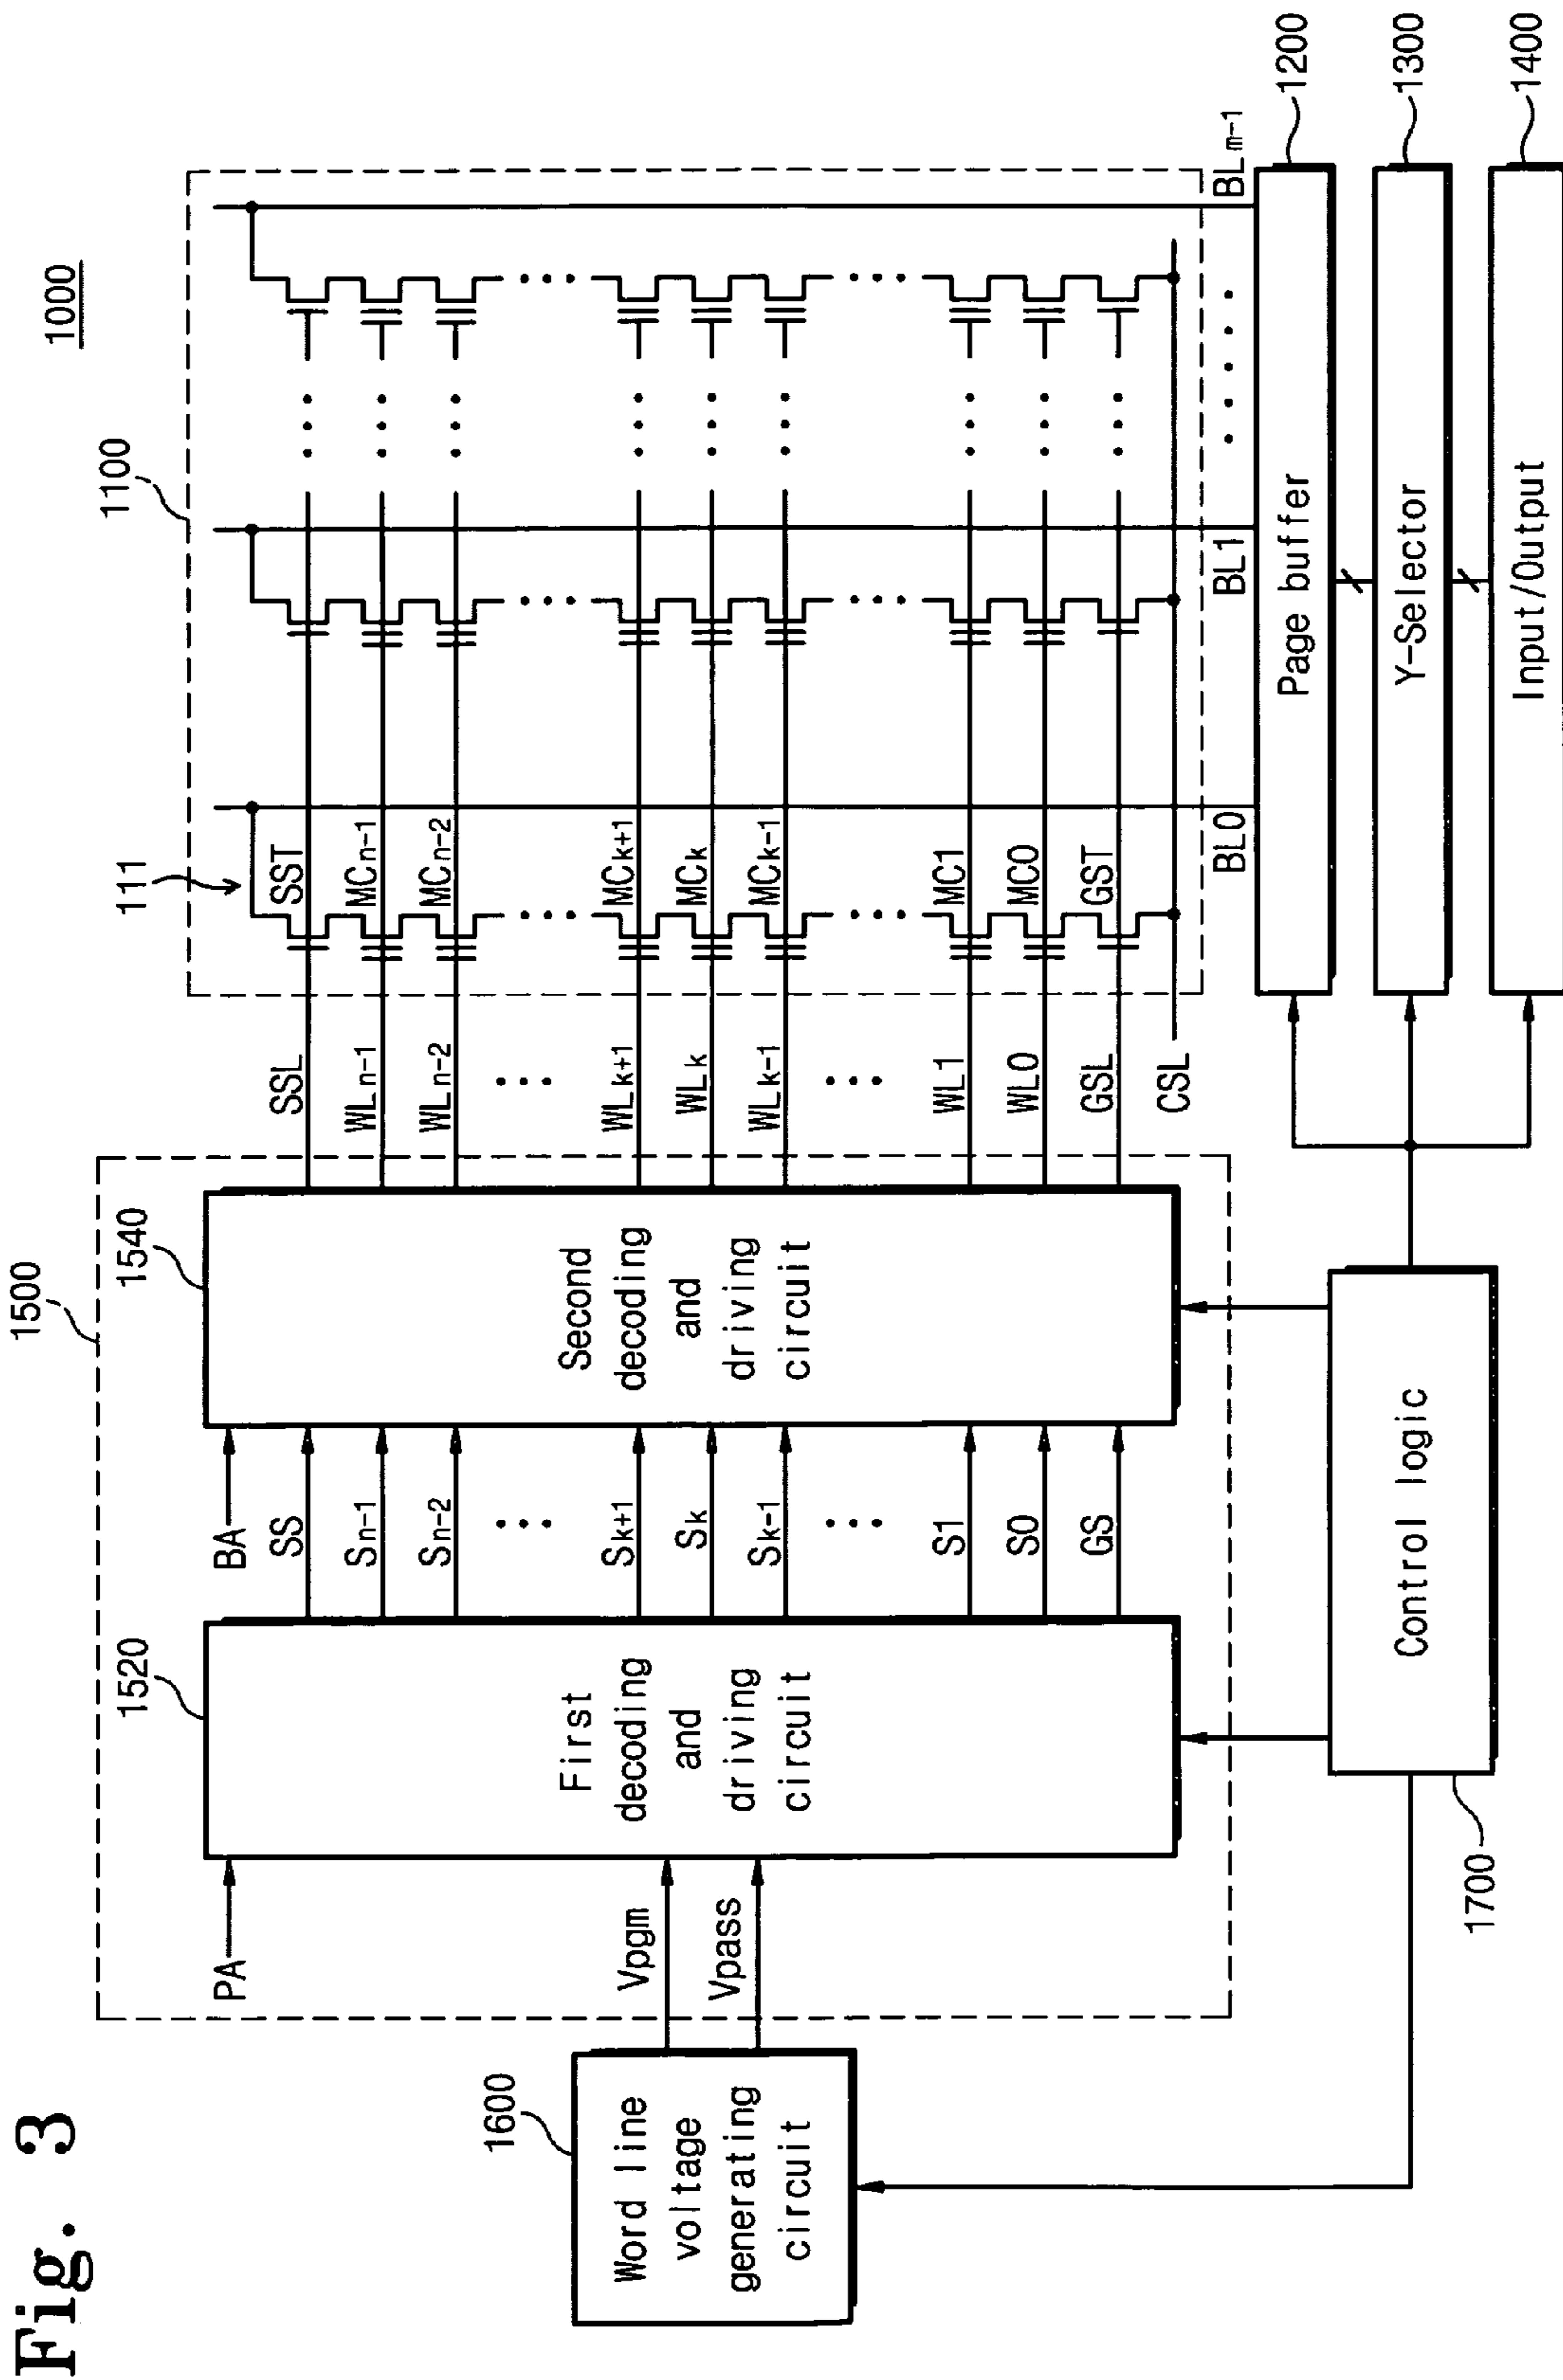 Fig. 3
1000
1100
111
1500
1540
1520
1600
Word line
voltage
generating
circuit
Vpgm
Vpass
PA
First
decoding
and
driving
circuit
BA
SS
Sn-1
Sn-2
Sk+1
Sk
Sk-1
S1
S0
GS
Second
decoding
and
driving
circuit
SSL
WLn-1
WLn-2
WLk+1
WLk
WLk-1
WL1
WL0
GSL
CSL
SST
MCn-1
MCn-2
MCk+1
MCk
MCk-1
MC1
MC0
GST
BL0
BL1
BLm-1
Page buffer
1200
Y-Selector
1300
Input/Output
1400
Control logic
1700